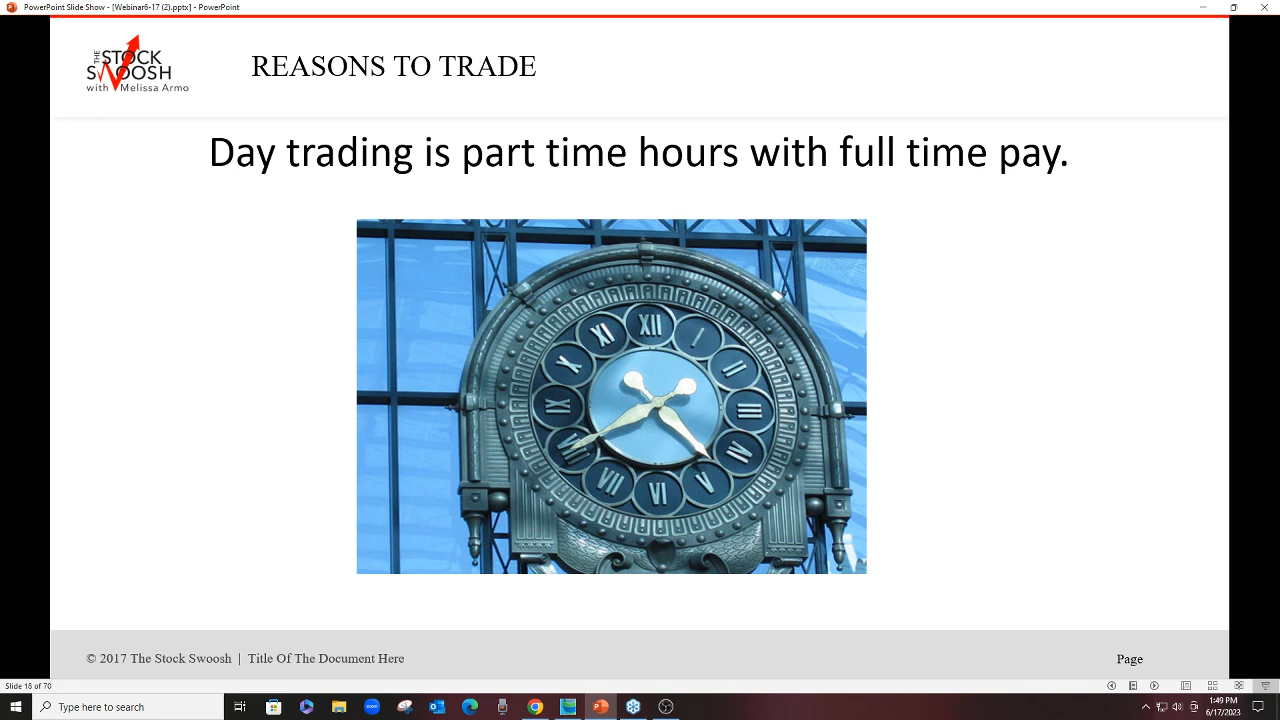 PowerPoint Slide Show - [Webinar6-17 (2).pptx] - PowerPoint
THE
STOCK
SWOOSH
with Melissa Armo
REASONS TO TRADE
Day trading is part time hours with full time pay.
XII
I
II
III
IV
V
VI
VII
VIII
XI
X
XI
© 2017 The Stock Swoosh | Title Of The Document Here
Page
Slide 18 of 70
Type here to search
1:49 PM
6/17/2023